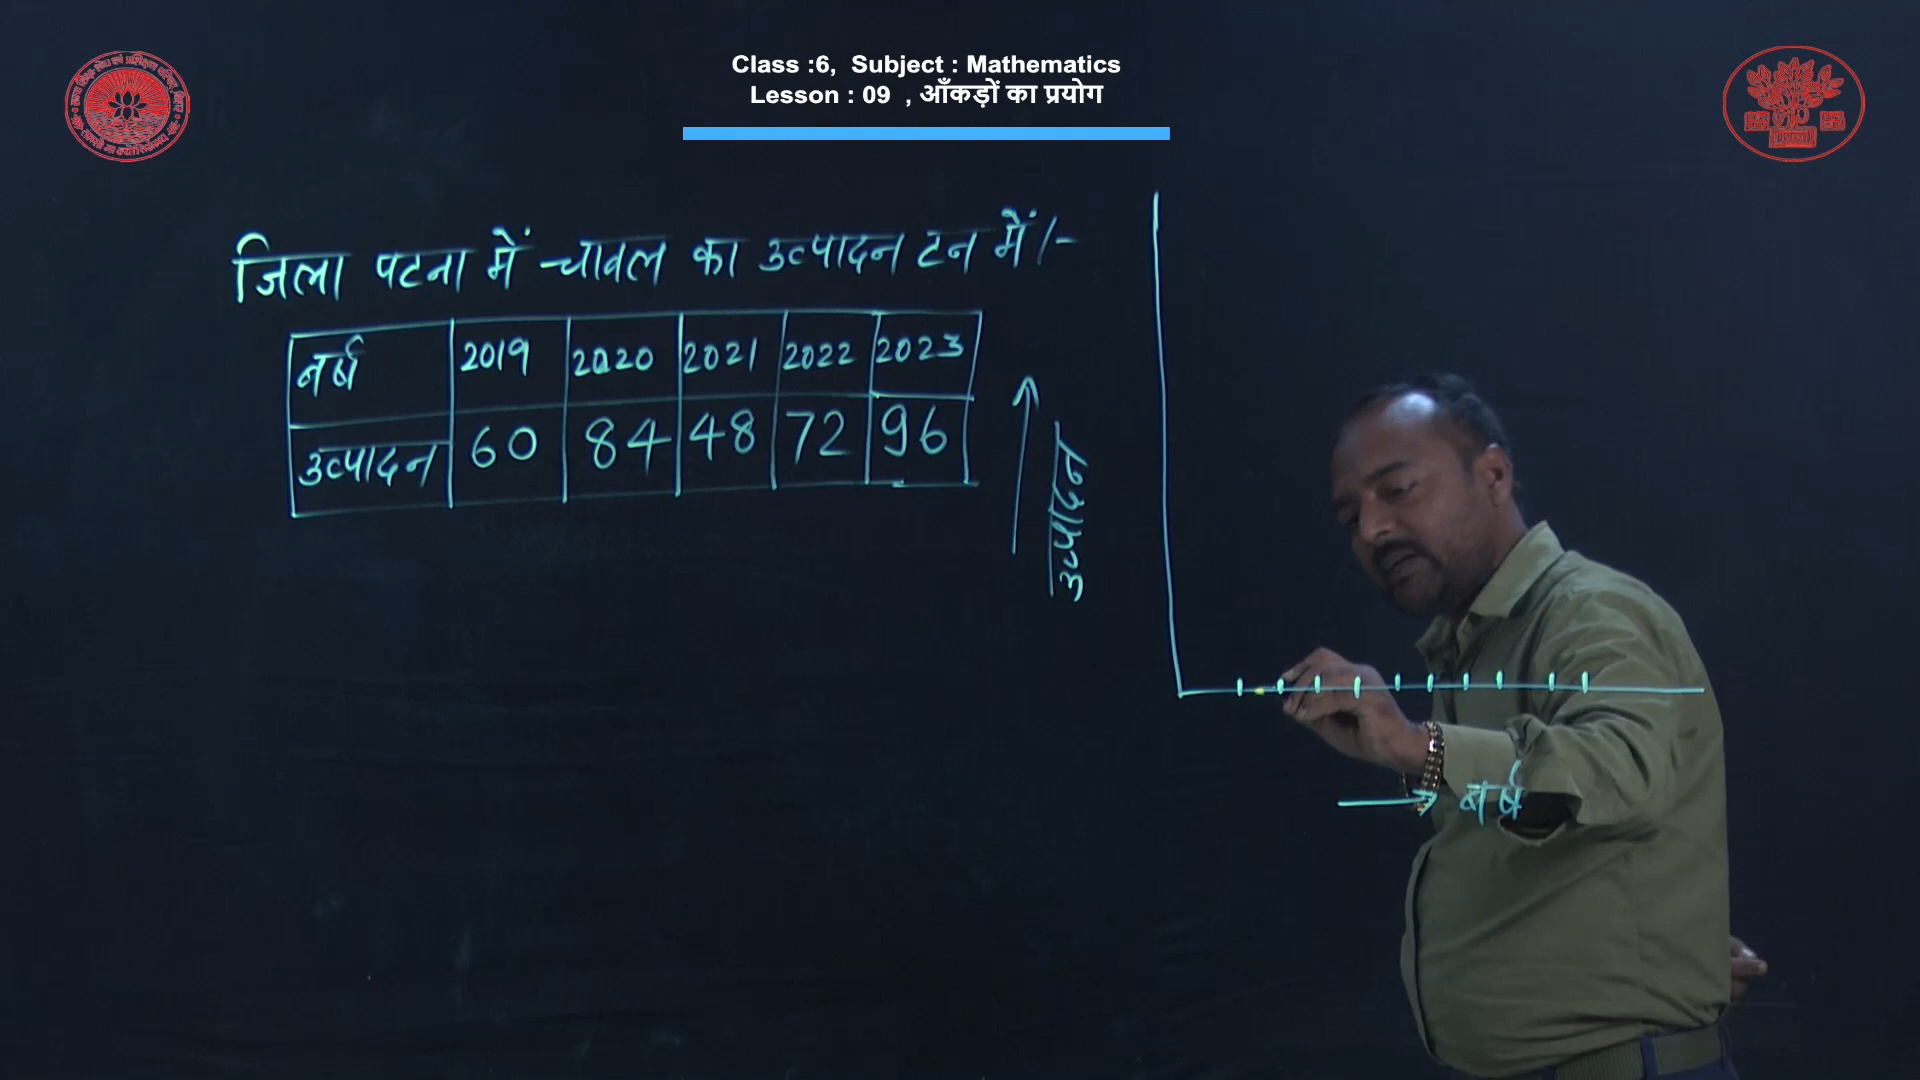 Class :6, Subject : Mathematics
Lesson : 09 , आँकड़ों का प्रयोग
जिला पटना में चावल का उत्पादन टन में :-
वर्ष 2019 2020 2021 2022 2023
उत्पादन 60 84 48 72 96
उत्पादन
वर्ष